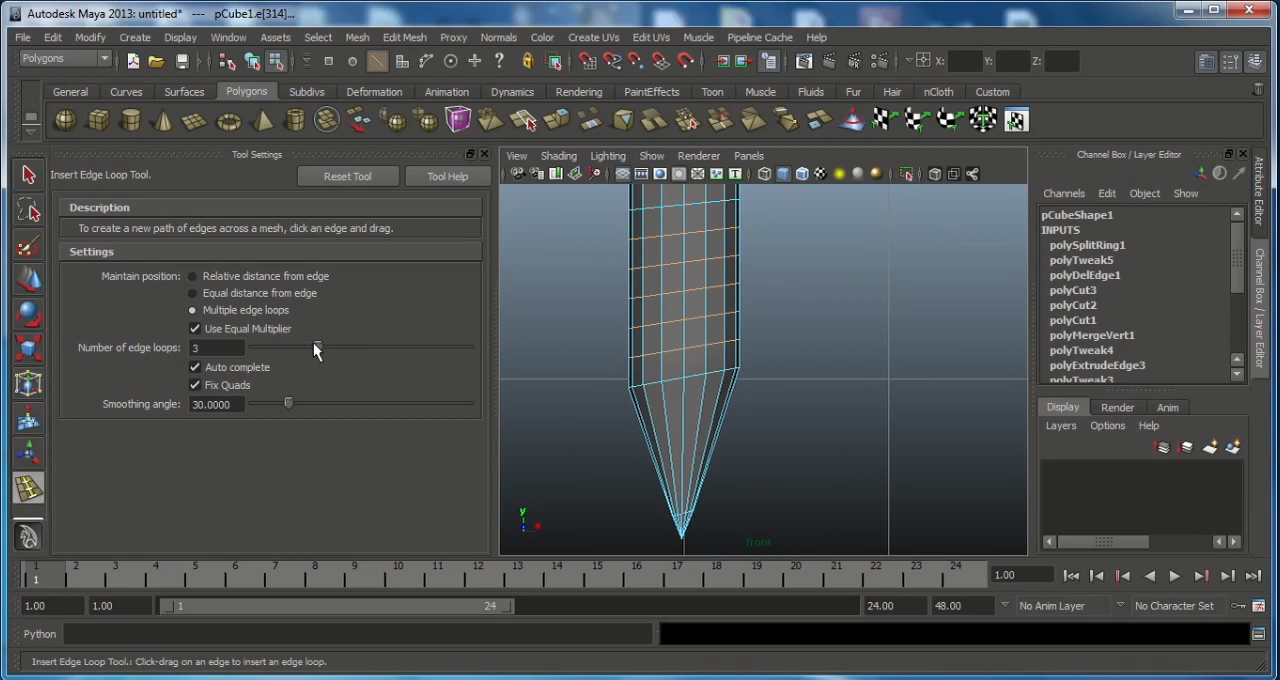 Autodesk Maya 2013: untitled* --- pCube1.e[314]...
File Edit Modify Create Display Window Assets Select Mesh Edit Mesh Proxy Normals Color Create UVs Edit UVs Muscle Pipeline Cache Help
Polygons X: Y: Z:
General Curves Surfaces Polygons Subdivs Deformation Animation Dynamics Rendering PaintEffects Toon Muscle Fluids Fur Hair nCloth Custom
Tool Settings
Insert Edge Loop Tool. Reset Tool Tool Help
Description
To create a new path of edges across a mesh, click an edge and drag.
Settings
Maintain position: Relative distance from edge
Equal distance from edge
Multiple edge loops
Use Equal Multiplier
Number of edge loops: 3
Auto complete
Fix Quads
Smoothing angle: 30.0000
View Shading Lighting Show Renderer Panels
y
front
Channel Box / Layer Editor
Channels Edit Object Show
pCubeShape1
INPUTS
polySplitRing1
polyTweak5
polyDelEdge1
polyCut3
polyCut2
polyCut1
polyMergeVert1
polyTweak4
polyExtrudeEdge3
polyTweak3
Display Render Anim
Layers Options Help
Attribute Editor
Channel Box / Layer Editor
1 2 3 4 5 6 7 8 9 10 11 12 13 14 15 16 17 18 19 20 21 22 23 24
1 1.00
1.00 1.00 1 24 24.00 48.00 No Anim Layer No Character Set
Python
Insert Edge Loop Tool.: Click-drag on an edge to insert an edge loop.